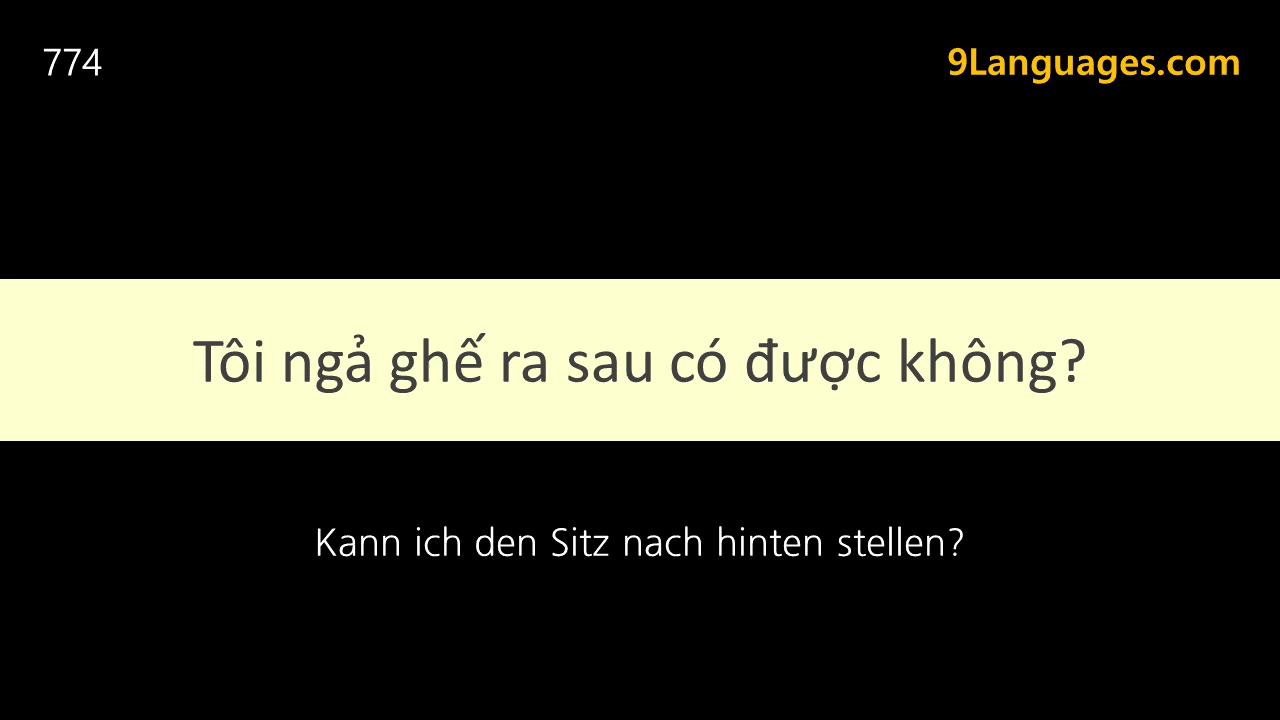 774
9Languages.com
Tôi ngả ghế ra sau có được không?
Kann ich den Sitz nach hinten stellen?